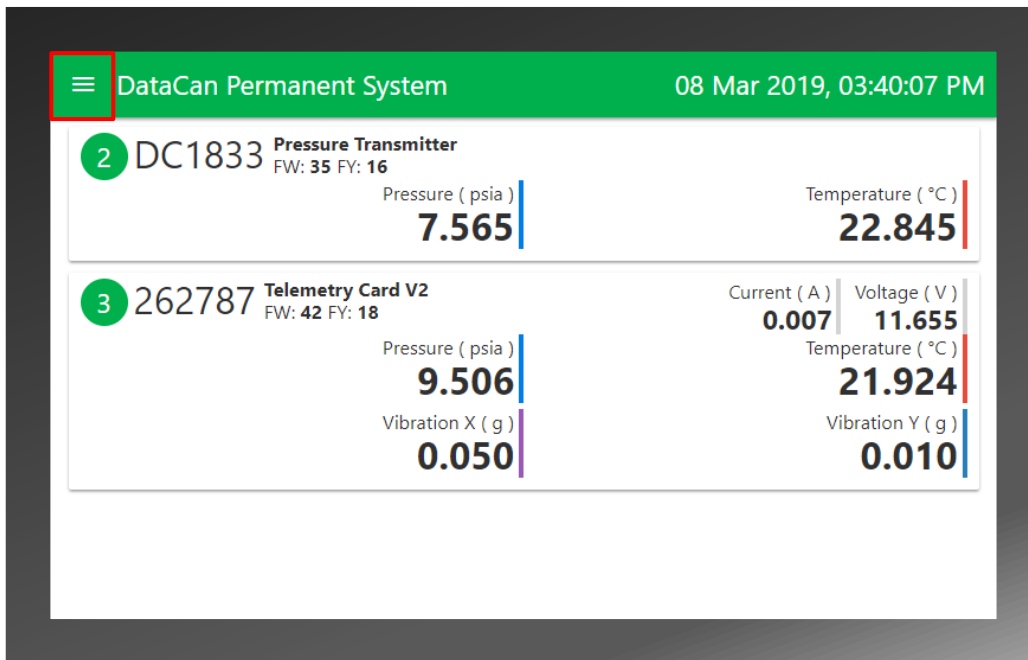 DataCan Permanent System 08 Mar 2019, 03:40:07 PM
2 DC1833 Pressure Transmitter
FW: 35 FY: 16
Pressure ( psia ) Temperature ( °C )
7.565 22.845
3 262787 Telemetry Card V2
FW: 42 FY: 18
Current ( A ) Voltage ( V )
0.007 11.655
Pressure ( psia ) Temperature ( °C )
9.506 21.924
Vibration X ( g ) Vibration Y ( g )
0.050 0.010